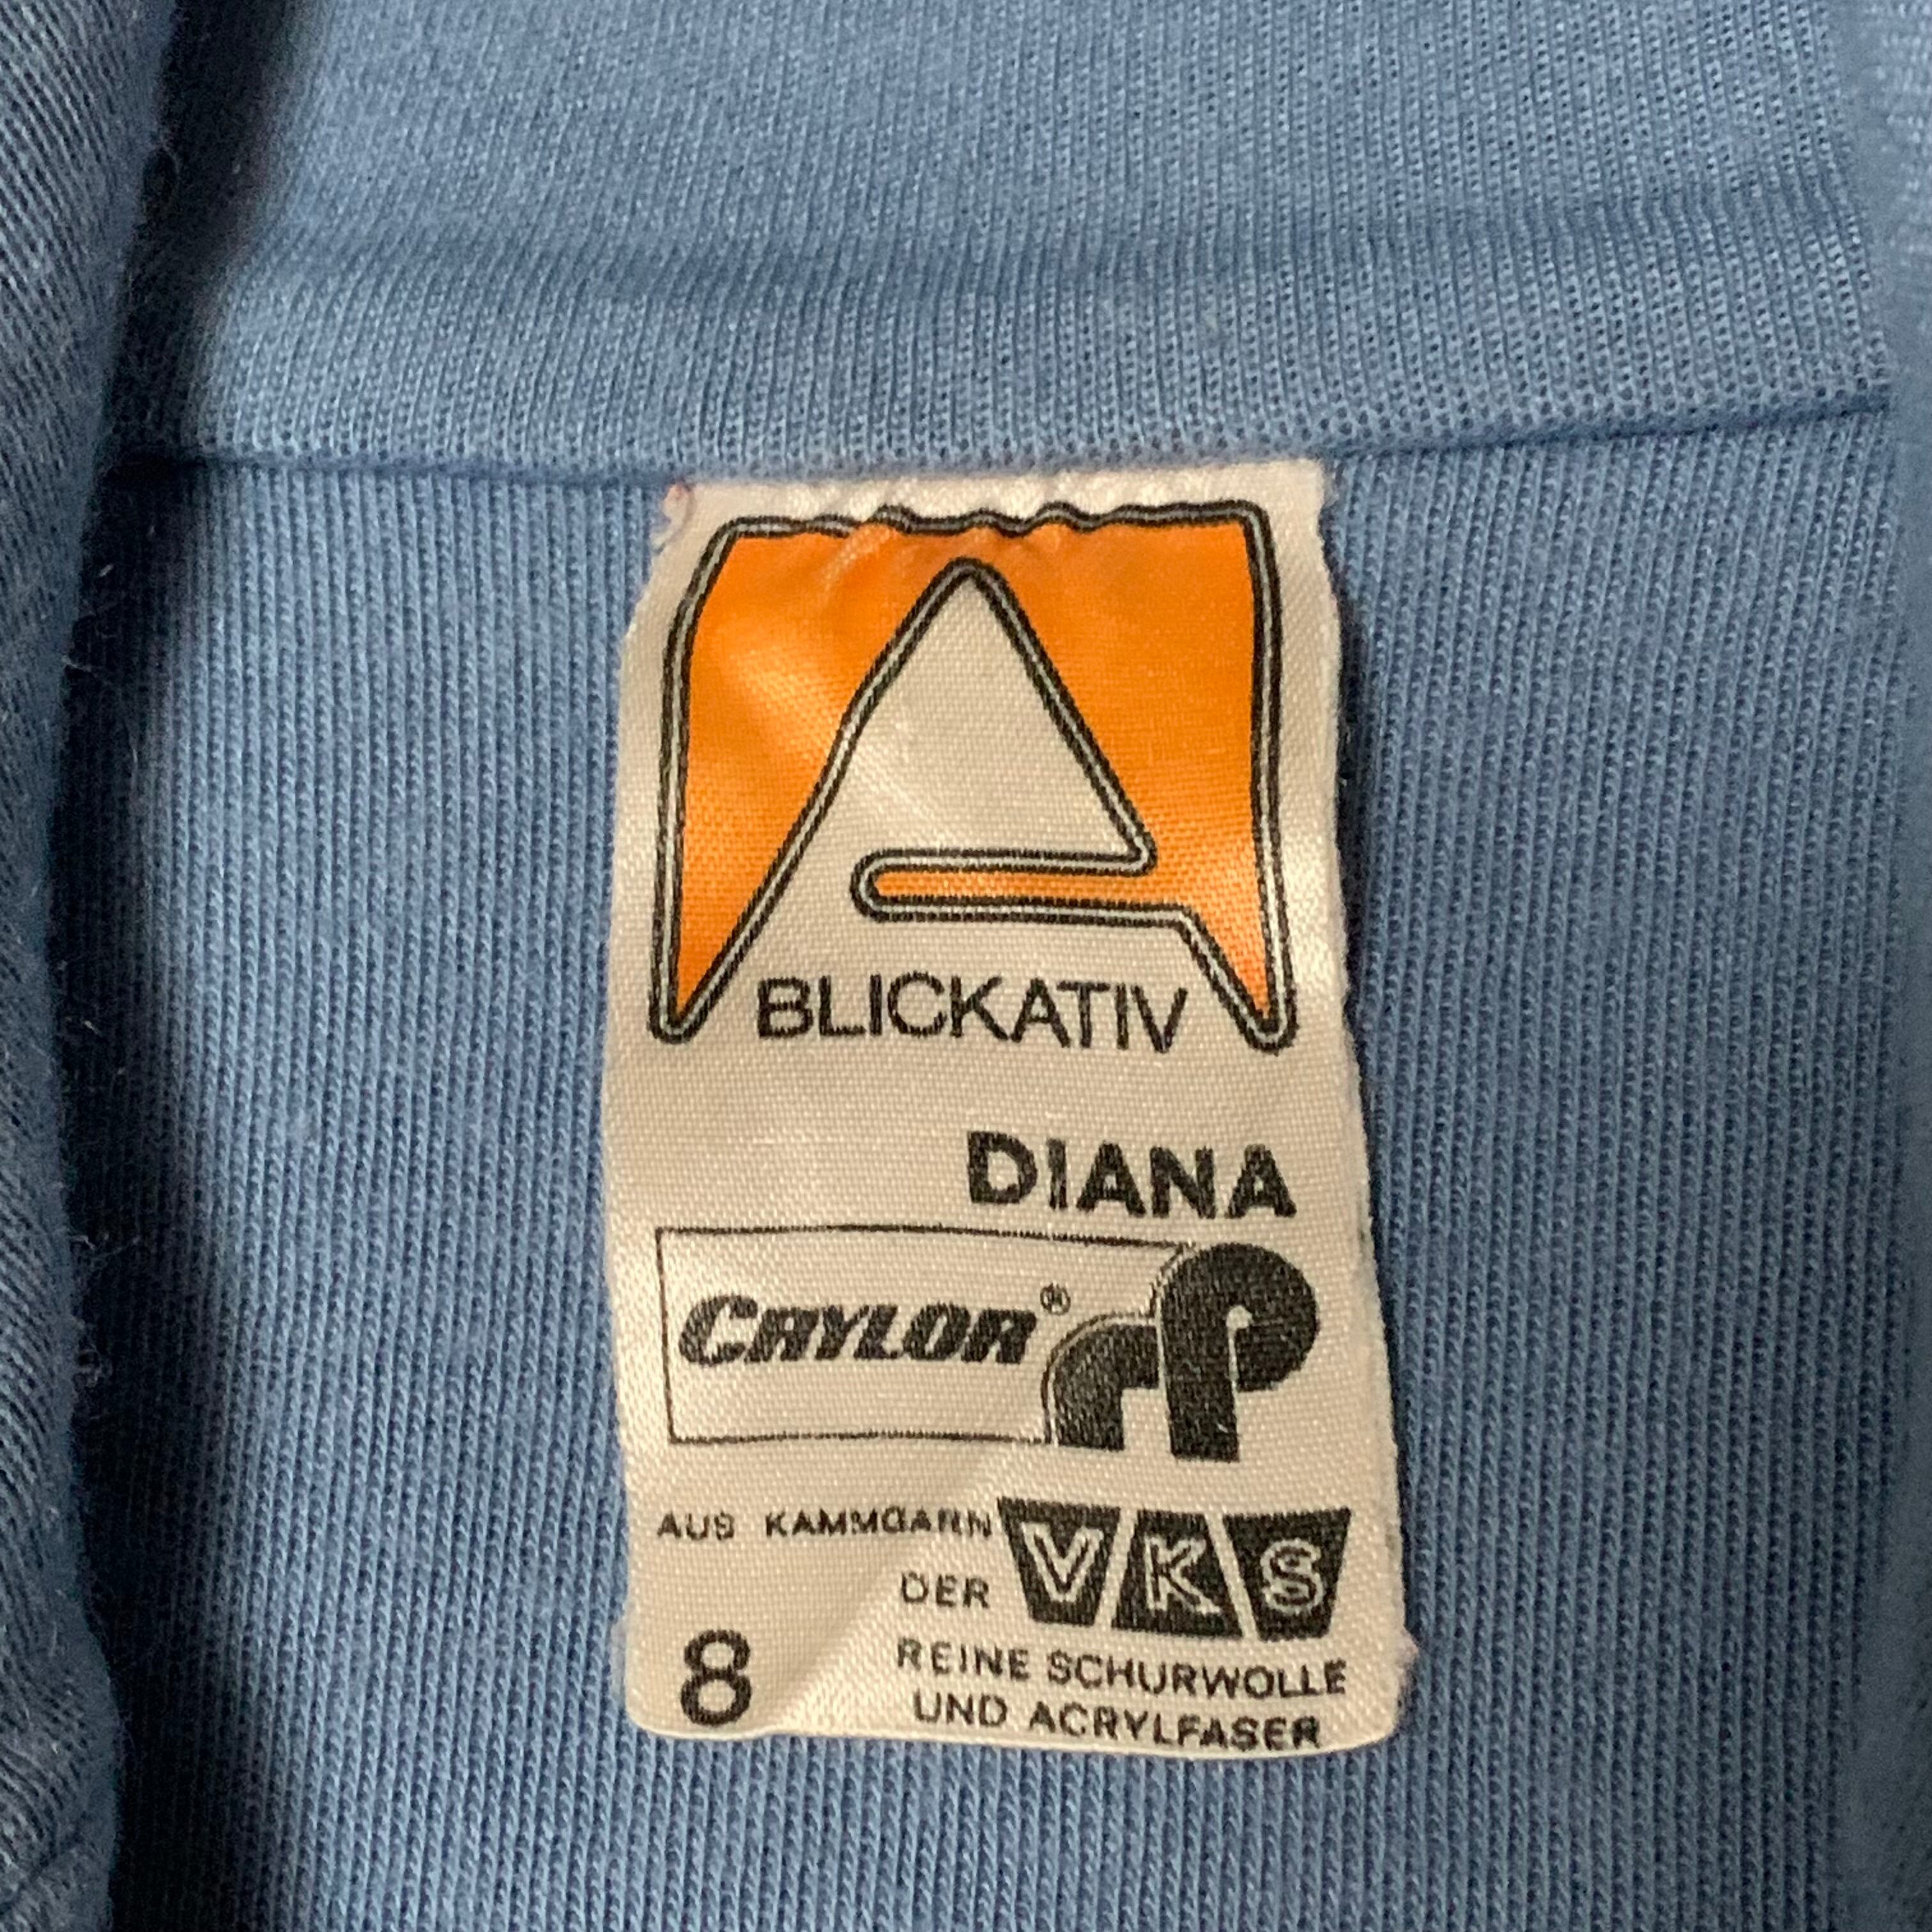 BLICKATIV
DIANA
CRYLOR®
AUS KAMMGARN VKS
DER
8
REINE SCHURWOLLE
UND ACRYLFASER